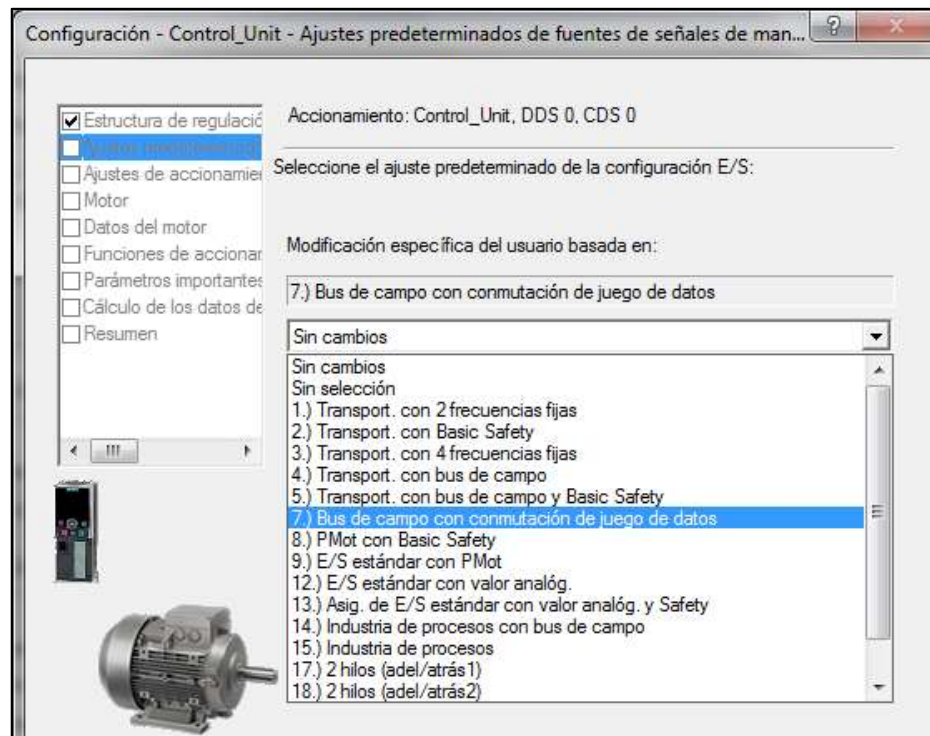 Configuración - Control_Unit - Ajustes predeterminados de fuentes de señales de man...
Estructura de regulació
Ajustes de accionamie
Motor
Datos del motor
Funciones de accionar
Parámetros importantes
Cálculo de los datos de
Resumen
Accionamiento: Control_Unit, DDS 0, CDS 0
Seleccione el ajuste predeterminado de la configuración E/S:
Modificación específica del usuario basada en:
7.) Bus de campo con conmutación de juego de datos
Sin cambios
Sin cambios
Sin selección
1.) Transport. con 2 frecuencias fijas
2.) Transport. con Basic Safety
3.) Transport. con 4 frecuencias fijas
4.) Transport. con bus de campo
5.) Transport. con bus de campo y Basic Safety
7.) Bus de campo con conmutación de juego de datos
8.) PMot con Basic Safety
9.) E/S estándar con PMot
12.) E/S estándar con valor analóg.
13.) Asig. de E/S estándar con valor analóg. y Safety
14.) Industria de procesos con bus de campo
15.) Industria de procesos
17.) 2 hilos (adel/atrás1)
18.) 2 hilos (adel/atrás2)